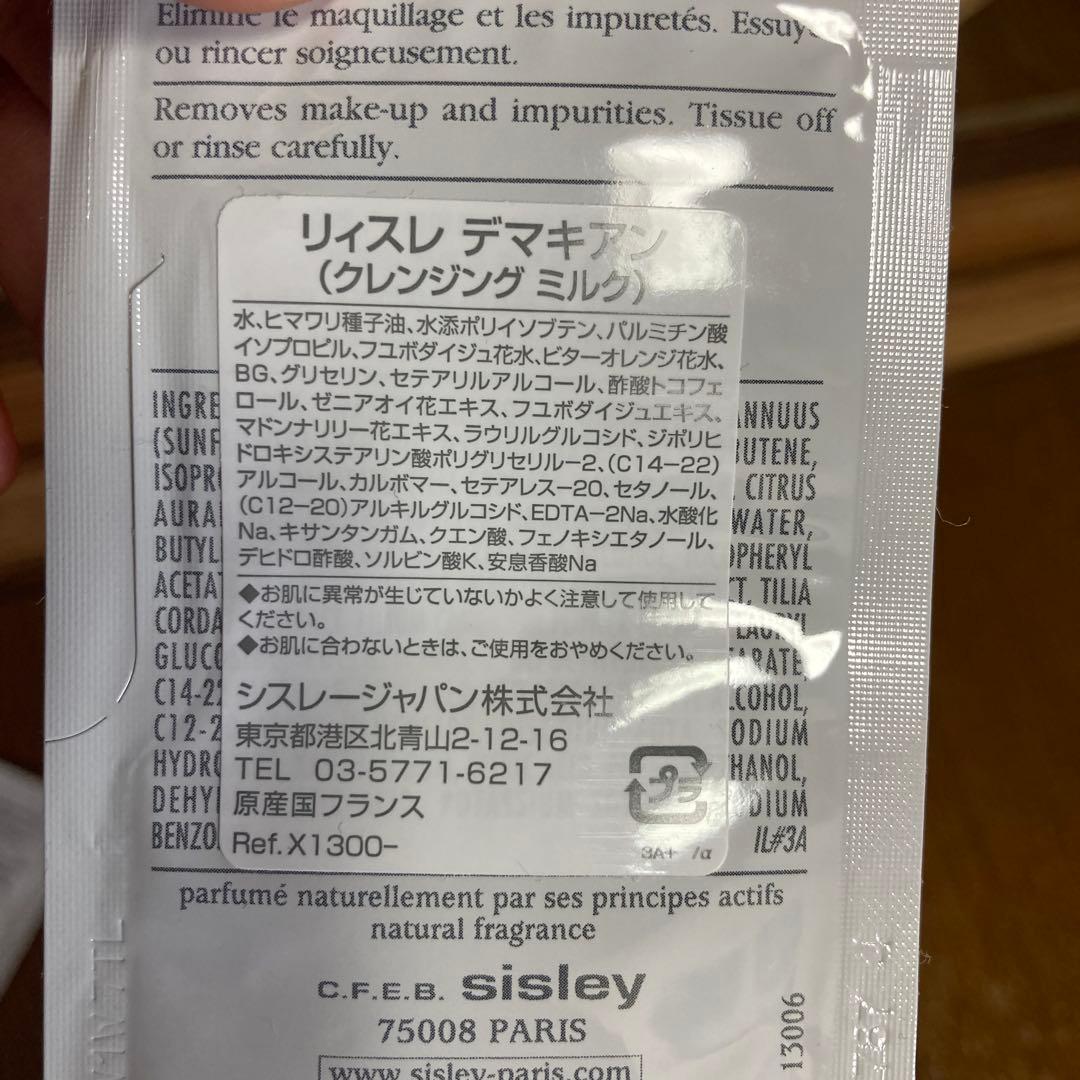 Elimine le maquillage et les impuretés.
ou rincer soigneusement.
Removes make-up and impurities. Tissue off
or rinse carefully.
リィスレ デマキアン
(クレンジング ミルク)
水、ヒマワリ種子油、水添ポリイソブテン、パルミチン酸
イソプロピル、フユボダイジュ花水、ビターオレンジ花水、
BG、グリセリン、セテアリルアルコール、酢酸トコフェ
ロール、ゼニアオイ花エキス、フユボダイジュエキス、
マドンナリリー花エキス、ラウリルグルコシド、ジポリヒ
ドロキシステアリン酸ポリグリセリル-2、(C14-22)
アルコール、カルボマー、セテアレス-20、セタノール、
(C12-20)アルキルグルコシド、EDTA-2Na、水酸化
Na、キサンタンガム、クエン酸、フェノキシエタノール、
デヒドロ酢酸、ソルビン酸K、安息香酸Na
◆お肌に異常が生じていないかよく注意して使用して
ください。
◆お肌に合わないときは、ご使用をおやめください。
シスレージャパン株式会社
東京都港区北青山2-12-16
TEL 03-5771-6217
原産国フランス
Ref.X1300-
プラ
3A+ /α
INGRE ANNUUS
(SUNF BUTENE,
ISOPR CITRUS
AURA WATER,
BUTYL OPHERYL
ACETA CT, TILIA
CORDA LAURYL
GLUCO ARATE,
C14-22 LCOHOL,
C12-2 ODIUM
HYDRO HANOL,
DEHY DIUM
BENZO IL#3A
parfumé naturellement par ses principes actifs
natural fragrance
C.F.E.B. sisley
75008 PARIS
www.sisley-paris.com
13006